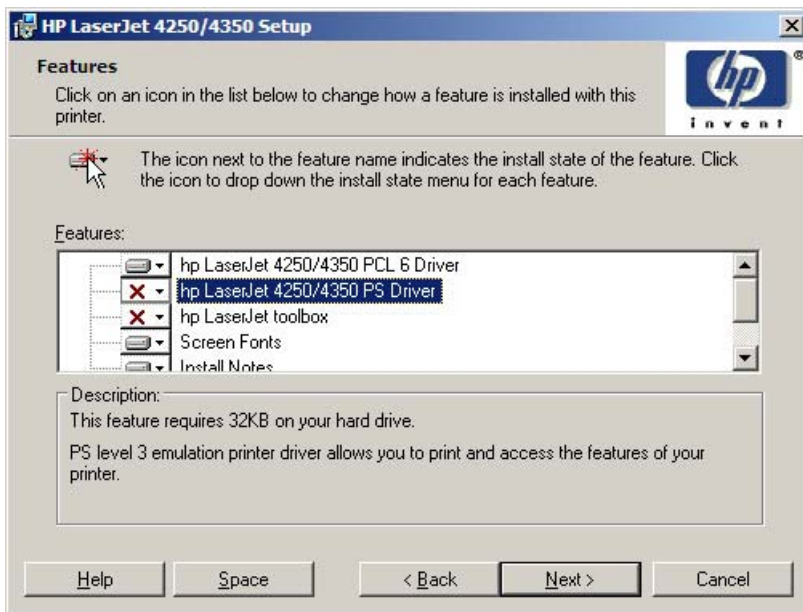 HP LaserJet 4250/4350 Setup
Features
Click on an icon in the list below to change how a feature is installed with this
printer.
hp
®
invent
The icon next to the feature name indicates the install state of the feature. Click
the icon to drop down the install state menu for each feature.
Features:
hp LaserJet 4250/4350 PCL 6 Driver
hp LaserJet 4250/4350 PS Driver
hp LaserJet toolbox
Screen Fonts
Install Notes
Description:
This feature requires 32KB on your hard drive.
PS level 3 emulation printer driver allows you to print and access the features of your
printer.
Help
Space
< Back
Next >
Cancel